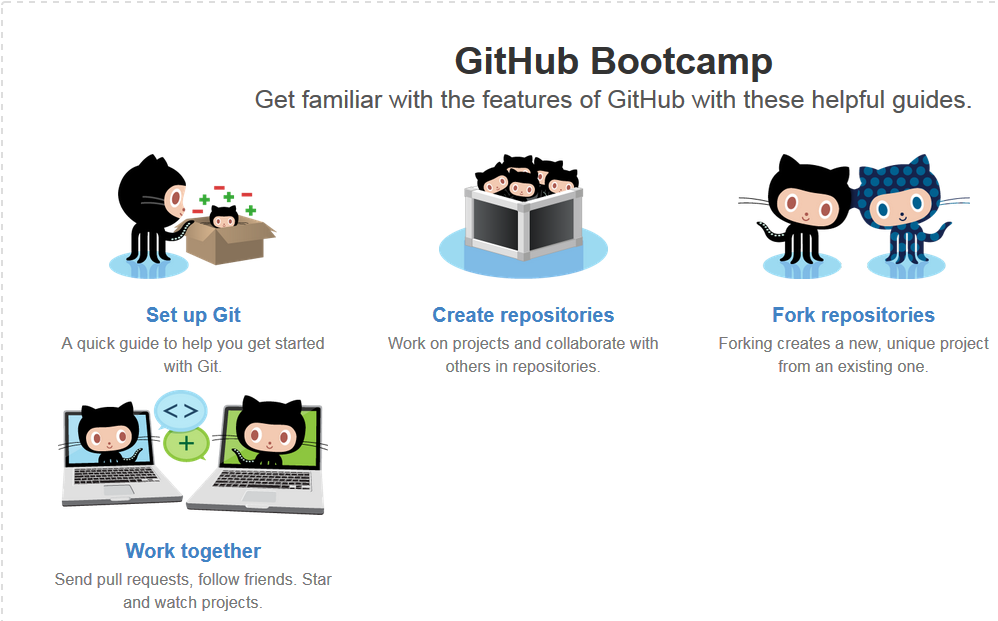 GitHub Bootcamp
Get familiar with the features of GitHub with these helpful guides.
Set up Git
A quick guide to help you get started
with Git.
Create repositories
Work on projects and collaborate with
others in repositories.
Fork repositories
Forking creates a new, unique project
from an existing one.
< >
+
Work together
Send pull requests, follow friends. Star
and watch projects.